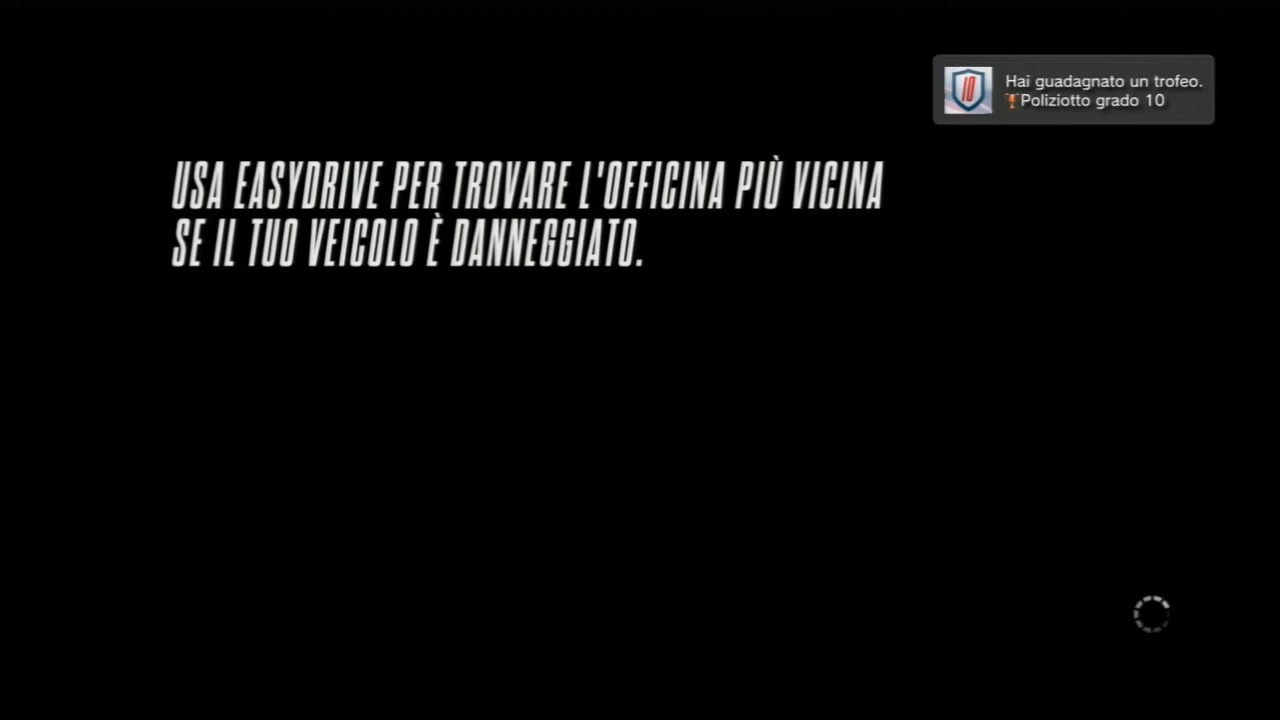 Hai guadagnato un trofeo.
10
Poliziotto grado 10
USA EASYDRIVE PER TROVARE L'OFFICINA PIÙ VICINA
SE IL TUO VEICOLO È DANNEGGIATO.